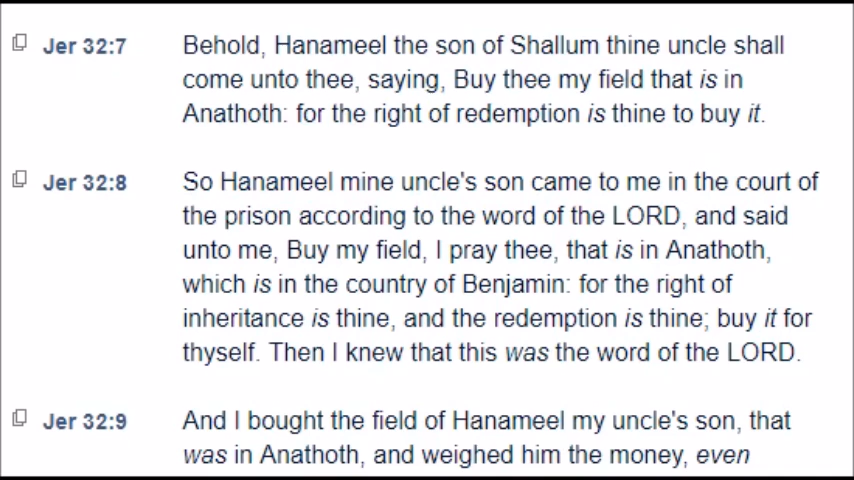 Jer 32:7 Behold, Hanameel the son of Shallum thine uncle shall
come unto thee, saying, Buy thee my field that is in
Anathoth: for the right of redemption is thine to buy it.
Jer 32:8 So Hanameel mine uncle's son came to me in the court of
the prison according to the word of the LORD, and said
unto me, Buy my field, I pray thee, that is in Anathoth,
which is in the country of Benjamin: for the right of
inheritance is thine, and the redemption is thine; buy it for
thyself. Then I knew that this was the word of the LORD.
Jer 32:9 And I bought the field of Hanameel my uncle's son, that
was in Anathoth, and weighed him the money, even